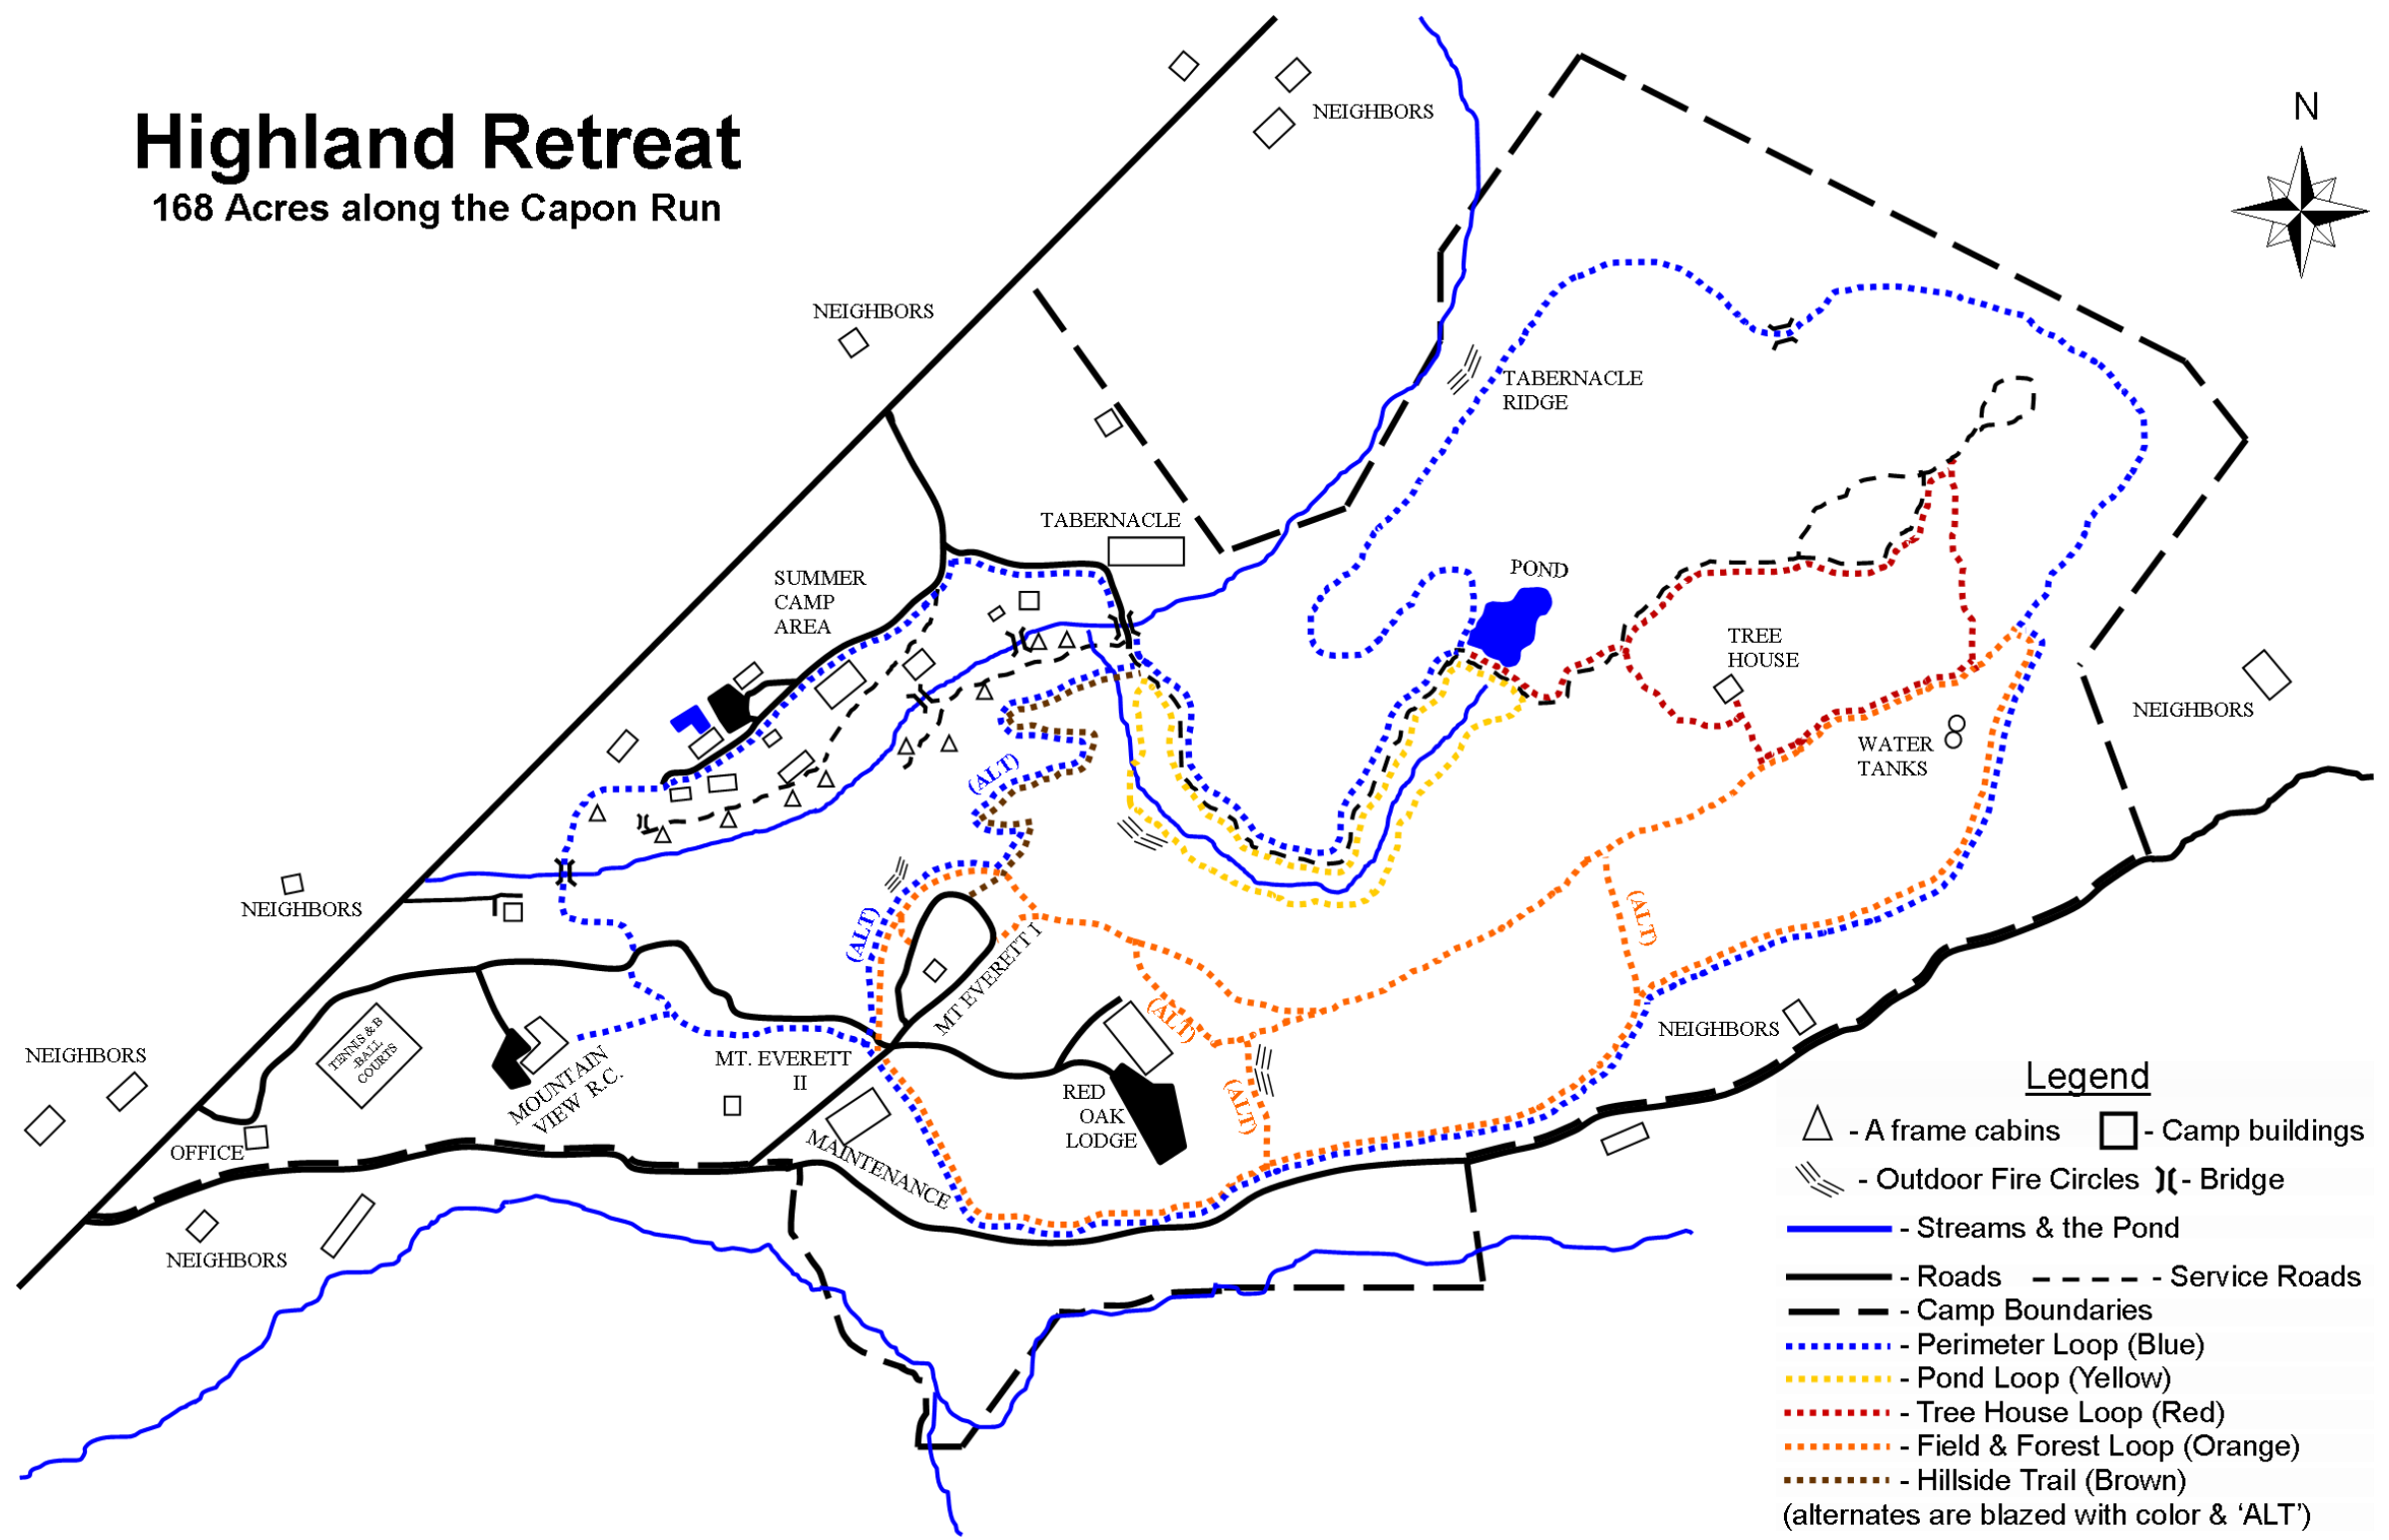 Highland Retreat
168 Acres along the Capon Run
N
NEIGHBORS
NEIGHBORS
TABERNACLE
RIDGE
TABERNACLE
SUMMER
CAMP
AREA
POND
TREE
HOUSE
NEIGHBORS
WATER
TANKS
(ALT)
NEIGHBORS
(ALT)
(ALT)
MT EVERETT I
(ALT)
NEIGHBORS
TENNIS & B
-BALL
COURTS
NEIGHBORS
MOUNTAIN
VIEW R.C.
MT. EVERETT
II
RED
OAK
LODGE
(ALT)
OFFICE
MAINTENANCE
NEIGHBORS
Legend
- A frame cabins
- Camp buildings
- Outdoor Fire Circles
- Bridge
- Streams & the Pond
- Roads
- Service Roads
- Camp Boundaries
- Perimeter Loop (Blue)
- Pond Loop (Yellow)
- Tree House Loop (Red)
- Field & Forest Loop (Orange)
- Hillside Trail (Brown)
(alternates are blazed with color & ‘ALT’)